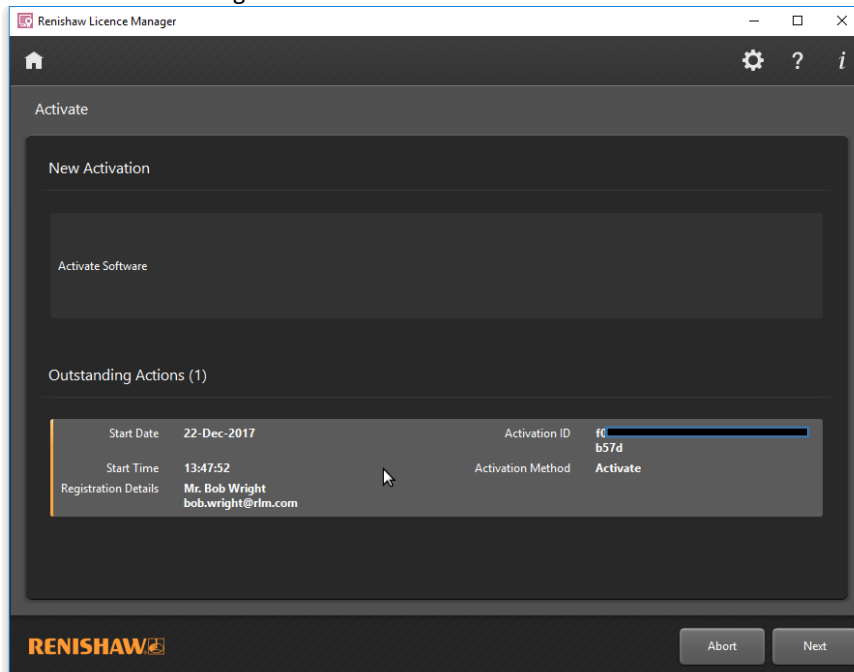 Renishaw Licence Manager
? i
Activate
New Activation
Activate Software
Outstanding Actions (1)
Start Date 22-Dec-2017 Activation ID
b57d
Start Time 13:47:52 Activation Method Activate
Registration Details Mr. Bob Wright
bob.wright@rlm.com
RENISHAW
Abort Next